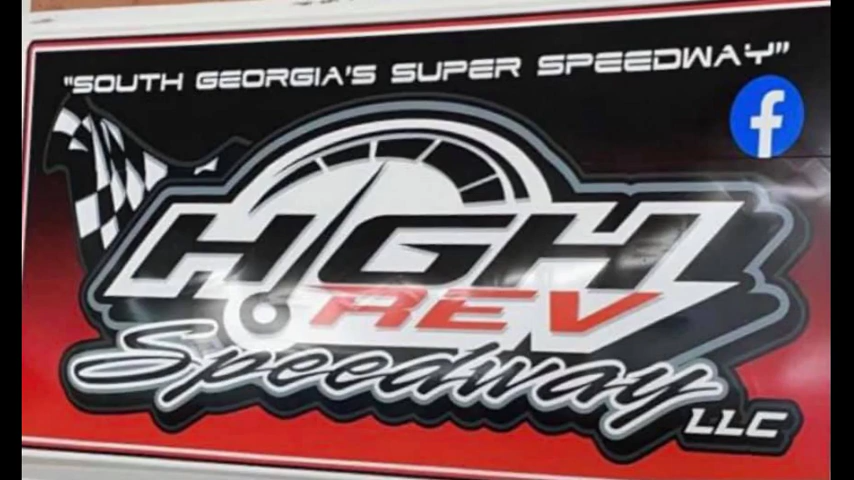 "SOUTH GEORGIA'S SUPER SPEEDWAY"
f
HIGH
REV
Speedway
LLC